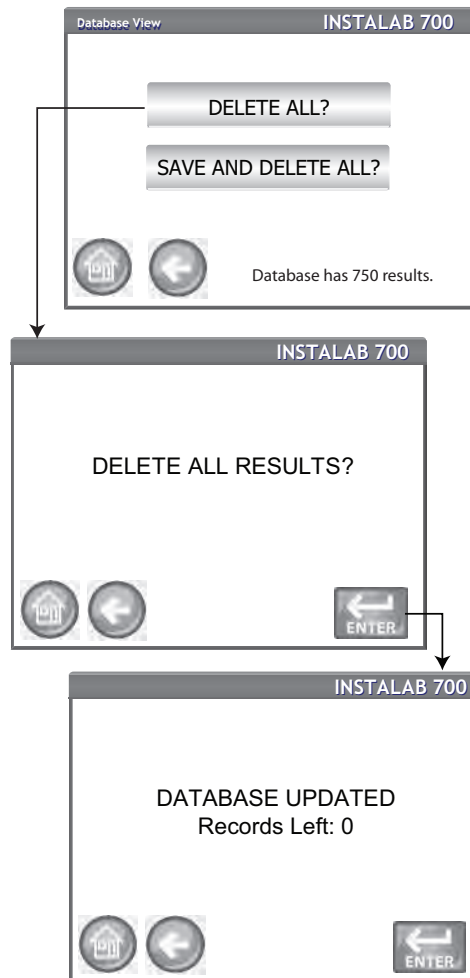 Database View
INSTALAB 700
DELETE ALL?
SAVE AND DELETE ALL?
Database has 750 results.
INSTALAB 700
DELETE ALL RESULTS?
ENTER
INSTALAB 700
DATABASE UPDATED
Records Left: 0
ENTER